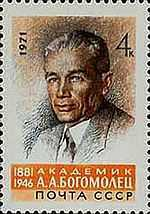 1971
4к
1881
1946
АКАДЕМИК
А.А.БОГОМОЛЕЦ
ПОЧТА СССР